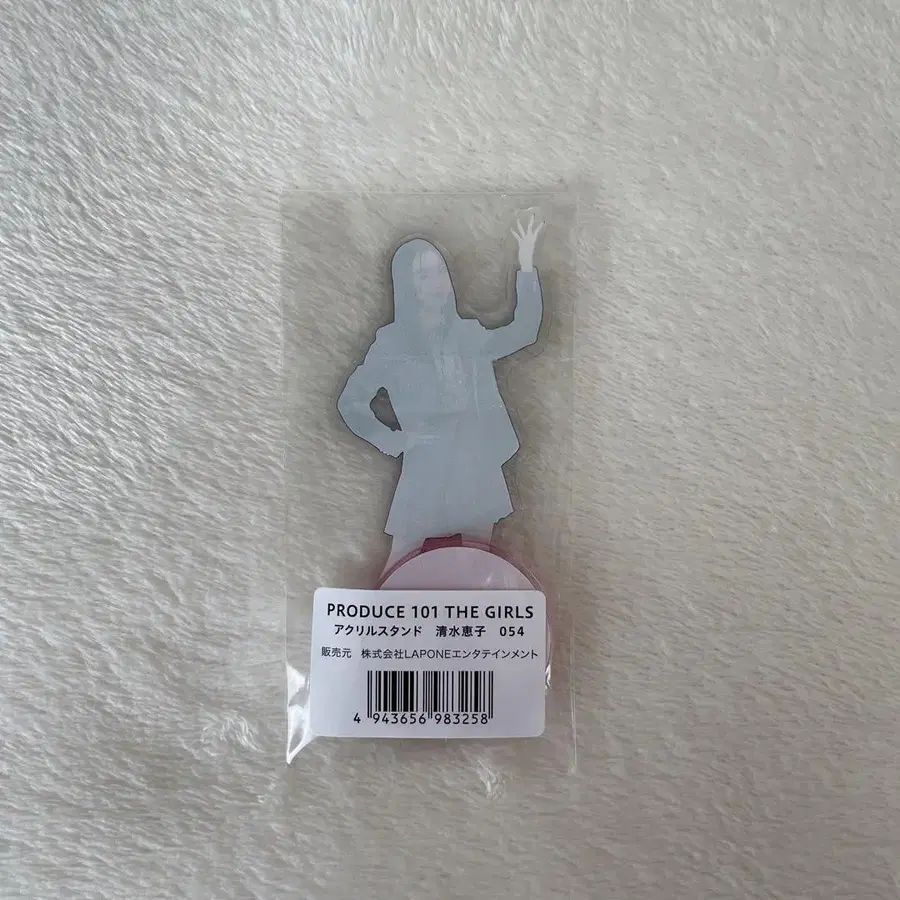 PRODUCE 101 THE GIRLS
アクリルスタンド 清水恵子 054
販売元 株式会社LAPONEエンタテインメント
4 943656 983258